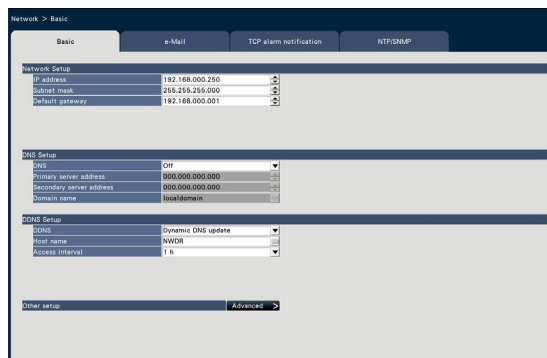 Network > Basic
Basic e-Mail TCP alarm notification NTP/SNMP
Network Setup
IP address 192.168.000.250
Subnet mask 255.255.255.000
Default gateway 192.168.000.001
DNS Setup
DNS Off
Primary server address 000.000.000.000
Secondary server address 000.000.000.000
Domain name localdomain
DDNS Setup
DDNS Dynamic DNS update
Host name NWDR
Access interval 1 h
Other setup Advanced >